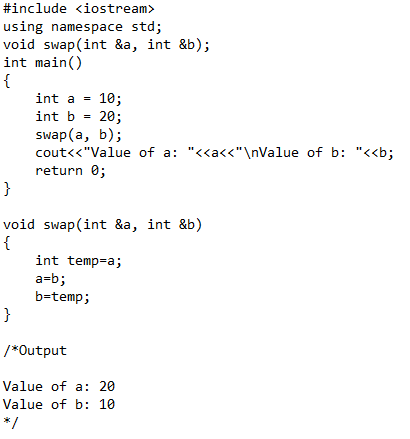 #include <iostream>
using namespace std;
void swap(int &a, int &b);
int main()
{
    int a = 10;
    int b = 20;
    swap(a, b);
    cout<<"Value of a: "<<a<<"\nValue of b: "<<b;
    return 0;
}

void swap(int &a, int &b)
{
    int temp=a;
    a=b;
    b=temp;
}

/*Output

Value of a: 20
Value of b: 10
*/